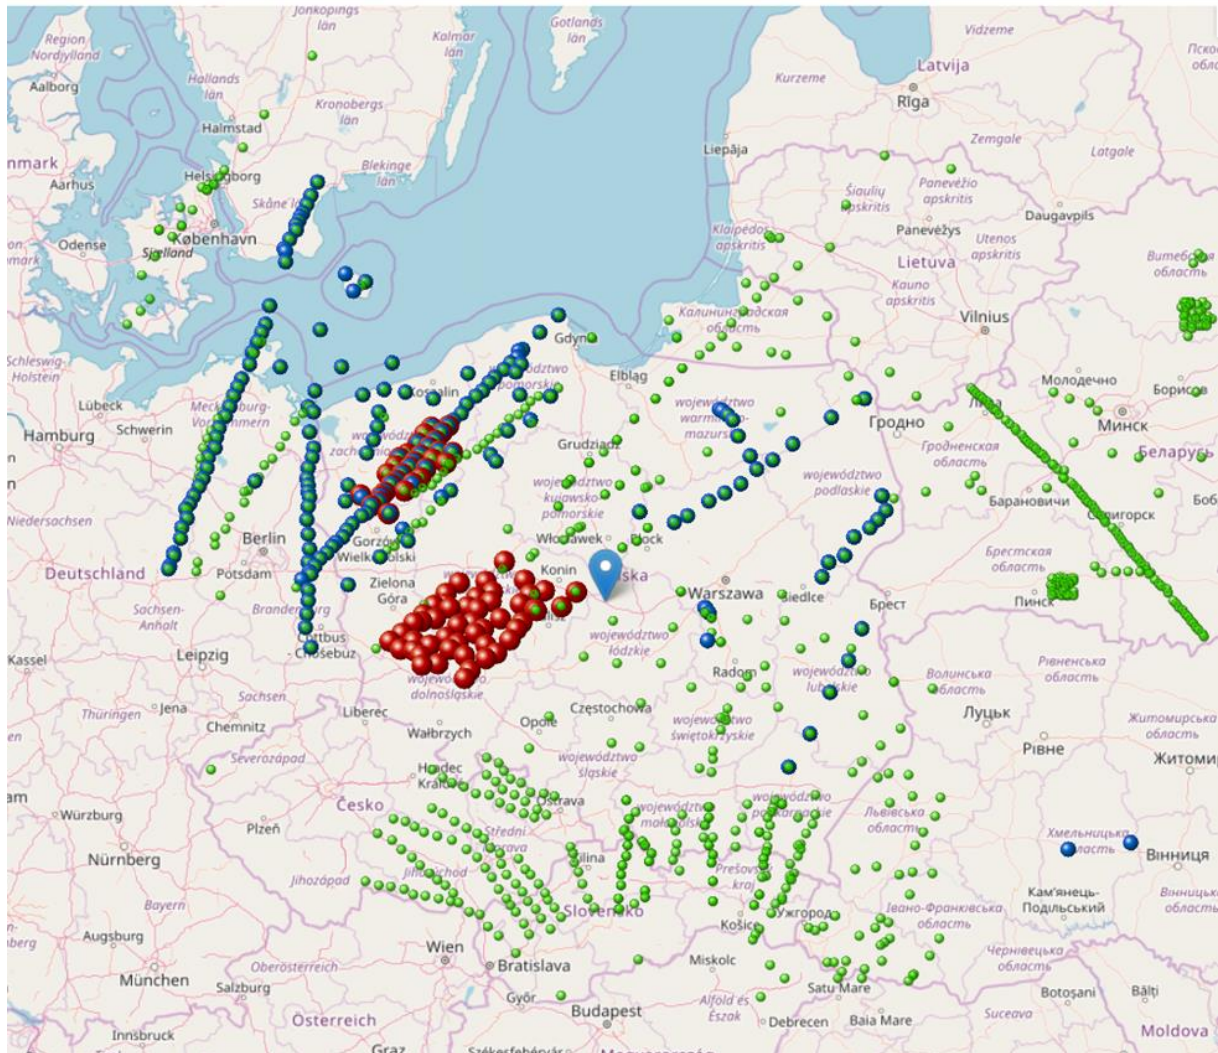 Jönköpings
län
Gotlands
län
Kalmar
län
Vidzeme
Region
Nordjylland
Latvija
Kurzeme
Aalborg
Hallands
län
Rīga
Kronobergs
län
Halmstad
Zemgale
Latgale
Liepāja
Blekinge
län
nmark
Helsingborg
Aarhus
Šiaulių
apskritis
Panevėžio
apskritis
Skåne
Daugavpils
Odense
København
Sjælland
Klaipėdos
apskritis
Panevėžys
Utenos
apskritis
Lietuva
Kauno
apskritis
Витебская
область
Калининградская
область
Vilnius
Gdynia
Schleswig-
Holstein
Elbląg
Молодечно
Борисов
Koszalin
województwo
pomorskie
Lübeck
Schwerin
Mecklenburg-
Vorpommern
Hamburg
województwo
warmińsko-
mazurskie
Гродно
Ліда
Минск
Grudziądz
Гродненская
область
Беларусь
województwo
podlaskie
województwo
kujawsko-
pomorskie
Барановичи
Солигорск
Niedersachsen
Berlin
Gorzów
Wielkopolski
Włocławek
Płock
Брестская
область
Deutschland
Potsdam
Zielona
Góra
Konin
Warszawa
Siedlce
Брест
Пинск
Sachsen-
Anhalt
Brandenburg
Cottbus
- Chóśebuz
województwo
łódzkie
Kassel
Leipzig
województwo
dolnośląskie
Radom
województwo
lubelskie
Волинська
область
Рівненська
область
Sachsen
Thüringen
Jena
Chemnitz
Liberec
Wałbrzych
Opole
Częstochowa
województwo
świętokrzyskie
Луцьк
Рівне
Житомирська
область
Severozápad
Hradec
Králové
województwo
śląskie
Житомир
Česko
Ostrava
województwo
małopolskie
województwo
podkarpackie
Львівська
область
Würzburg
Plzeň
Střední
Morava
Хмельницька
область
Nürnberg
Žilina
Prešovský
kraj
Вінниця
Jihozápad
Jihovýchod
Кам'янець-
Подільський
Bayern
Slovensko
Košice
Ужгород
Івано-Франківська
область
Augsburg
Wien
Bratislava
Miskolc
Чернівецька
область
München
Oberösterreich
Salzburg
Győr
Satu Mare
Botoșani
Bălți
Budapest
Alföld és
Észak
Debrecen
Baia Mare
Suceava
Innsbruck
Österreich
Moldova
Graz
Székesfehérvár
Magyarország